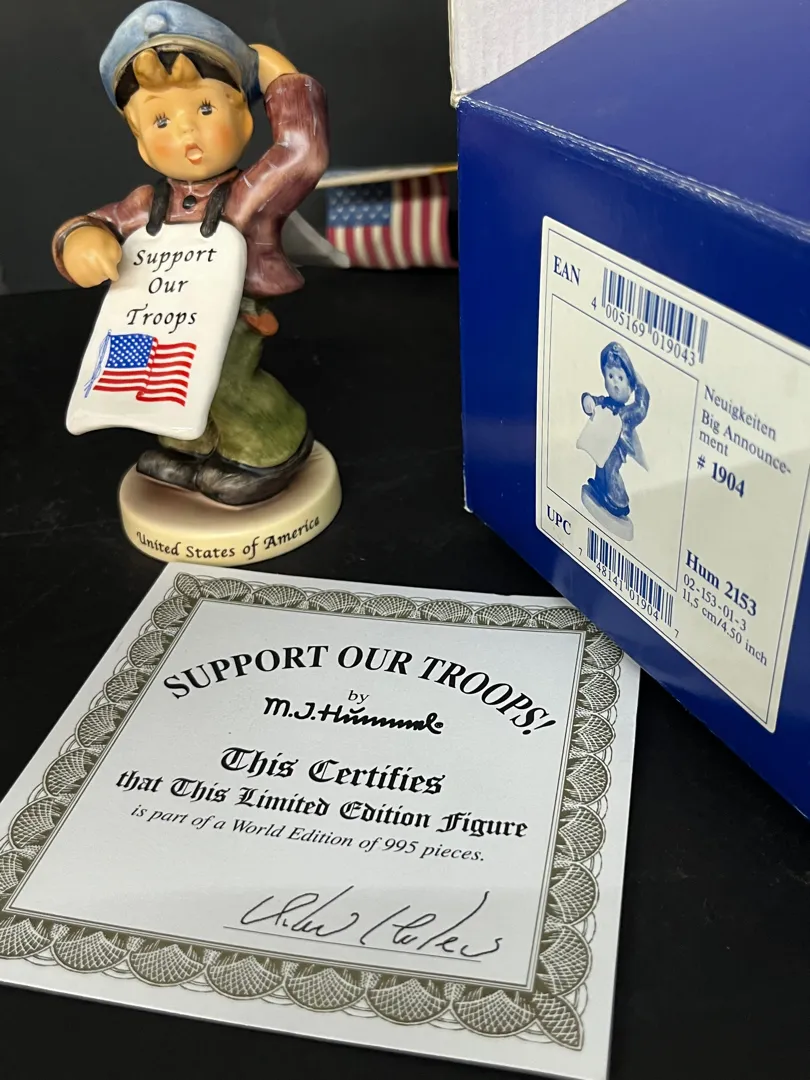 Support
Our
Troops
United States of America
EAN
4 005169 019043
Neuigkeiten
Big Announce-
ment
# 1904
UPC
7 48141 01904 7
Hum 2153
02-153-01-3
11,5 cm/4.50 inch
SUPPORT OUR TROOPS!
by
M.J.Hummel
This Certifies
that This Limited Edition Figure
is part of a World Edition of 995 pieces.